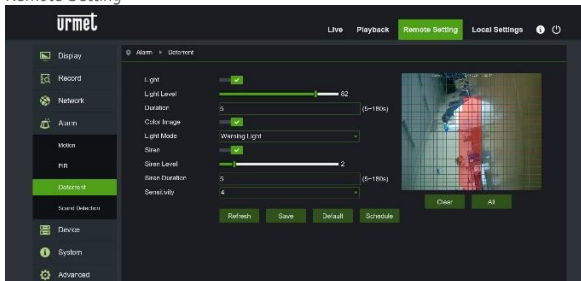 Remote Setting
urmet
Live Playback Remote Setting Local Settings
Display
Record
Network
Alarm
Motion
PIR
Deterrent
Sound Detection
Device
System
Advanced
Alarm > Deterrent
Light
Light Level 82
Duration 5 (5~180s)
Color Image
Light Mode Warning Light
Siren
Siren Level 2
Siren Duration 5 (5~180s)
Sensitivity 4
Refresh Save Default Schedule
Clear All